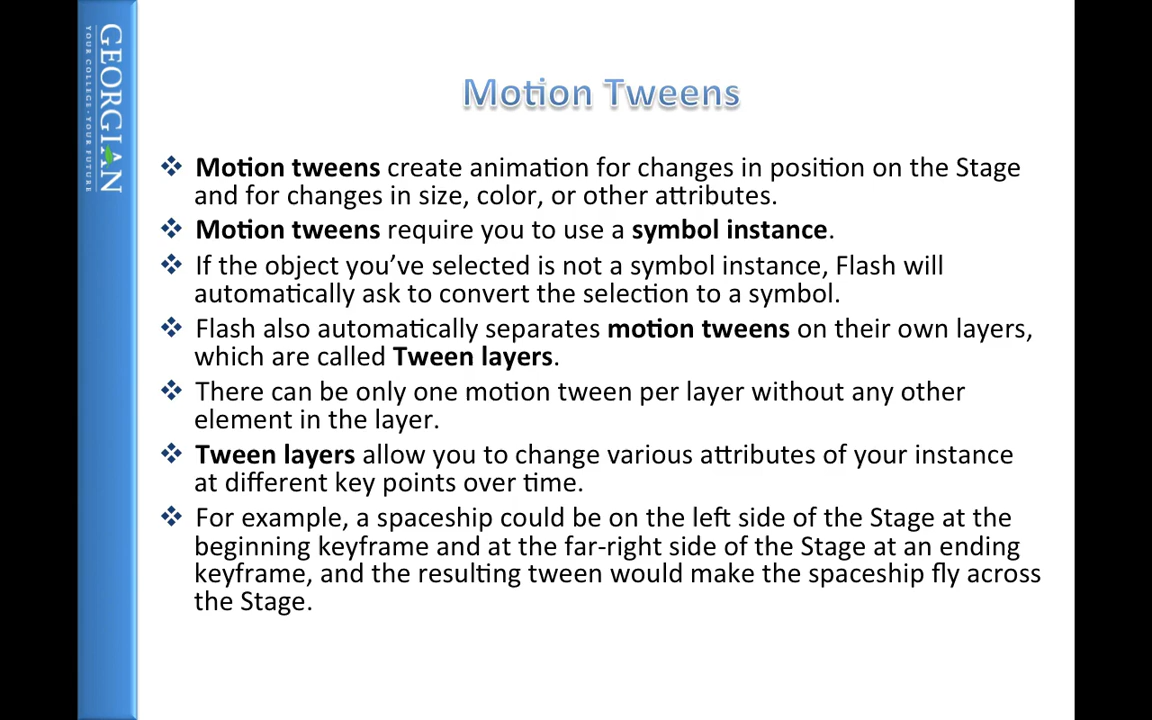 GEORGIAN
YOUR COLLEGE · YOUR FUTURE
Motion Tweens
❖ Motion tweens create animation for changes in position on the Stage
and for changes in size, color, or other attributes.
❖ Motion tweens require you to use a symbol instance.
❖ If the object you’ve selected is not a symbol instance, Flash will
automatically ask to convert the selection to a symbol.
❖ Flash also automatically separates motion tweens on their own layers,
which are called Tween layers.
❖ There can be only one motion tween per layer without any other
element in the layer.
❖ Tween layers allow you to change various attributes of your instance
at different key points over time.
❖ For example, a spaceship could be on the left side of the Stage at the
beginning keyframe and at the far-right side of the Stage at an ending
keyframe, and the resulting tween would make the spaceship fly across
the Stage.